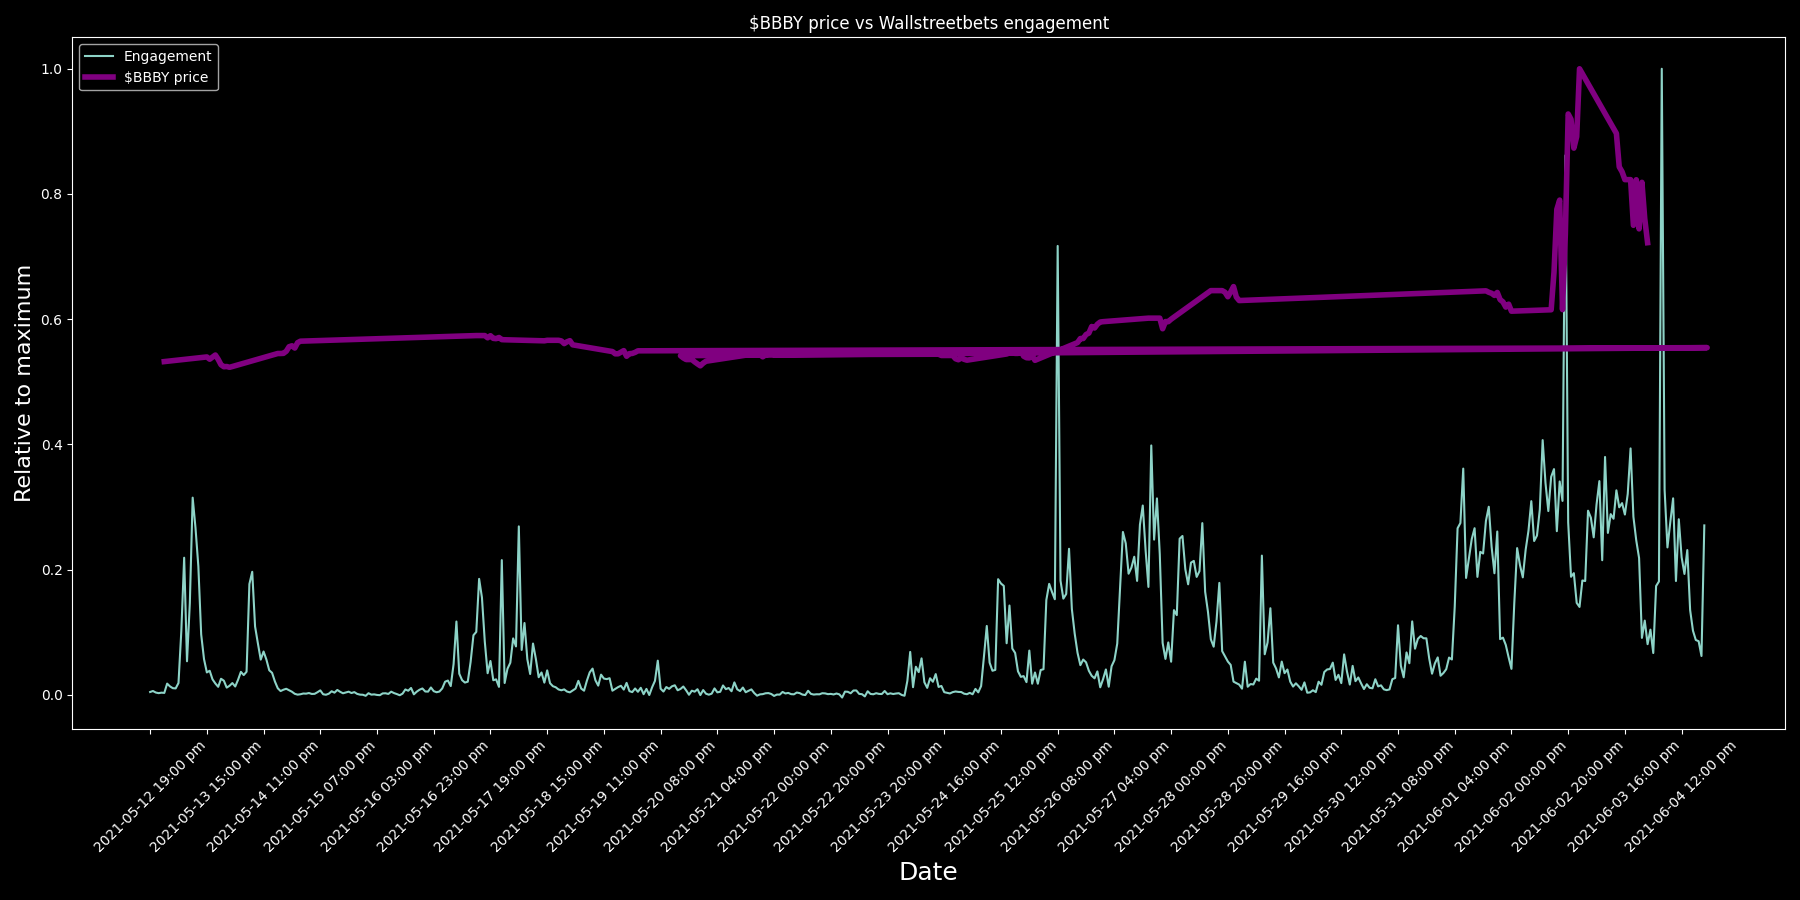 $BBBY price vs Wallstreetbets engagement
Engagement
$BBBY price
1.0
0.8
0.6
0.4
0.2
0.0
Relative to maximum
2021-05-12 19:00 pm
2021-05-13 15:00 pm
2021-05-14 11:00 pm
2021-05-15 07:00 pm
2021-05-16 03:00 pm
2021-05-16 23:00 pm
2021-05-17 19:00 pm
2021-05-18 15:00 pm
2021-05-19 11:00 pm
2021-05-20 08:00 pm
2021-05-21 04:00 pm
2021-05-22 00:00 pm
2021-05-22 20:00 pm
2021-05-23 20:00 pm
2021-05-24 16:00 pm
2021-05-25 12:00 pm
2021-05-26 08:00 pm
2021-05-27 04:00 pm
2021-05-28 00:00 pm
2021-05-28 20:00 pm
2021-05-29 16:00 pm
2021-05-30 12:00 pm
2021-05-31 08:00 pm
2021-06-01 04:00 pm
2021-06-02 00:00 pm
2021-06-02 20:00 pm
2021-06-03 16:00 pm
2021-06-04 12:00 pm
Date